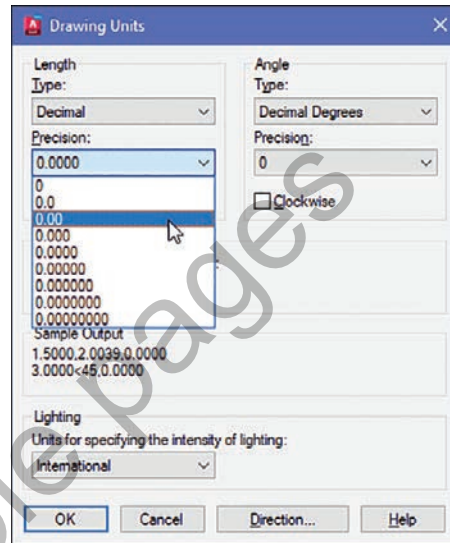 Drawing Units
Length
Type:
Decimal
Precision:
0.0000
0
0.0
0.00
0.000
0.0000
0.00000
0.000000
0.0000000
0.00000000
Angle
Type:
Decimal Degrees
Precision:
0
Clockwise
:
Sample Output
1.5000,2.0039,0.0000
3.0000<45,0.0000
Lighting
Units for specifying the intensity of lighting:
International
OK Cancel Direction... Help
le pages